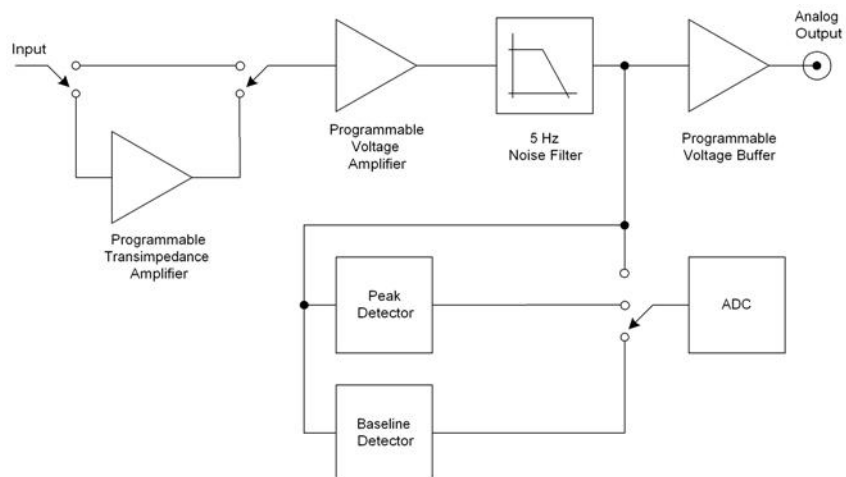 Analog
Output
Input
Programmable
Voltage
Amplifier
5 Hz
Noise Filter
Programmable
Voltage Buffer
Programmable
Transimpedance
Amplifier
Peak
Detector
ADC
Baseline
Detector